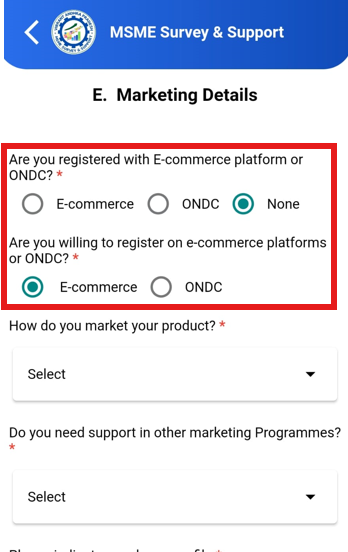 MSME Survey & Support
E. Marketing Details
Are you registered with E-commerce platform or
ONDC? *
E-commerce ONDC None
Are you willing to register on e-commerce platforms
or ONDC? *
E-commerce ONDC
How do you market your product? *
Select
Do you need support in other marketing Programmes?
*
Select